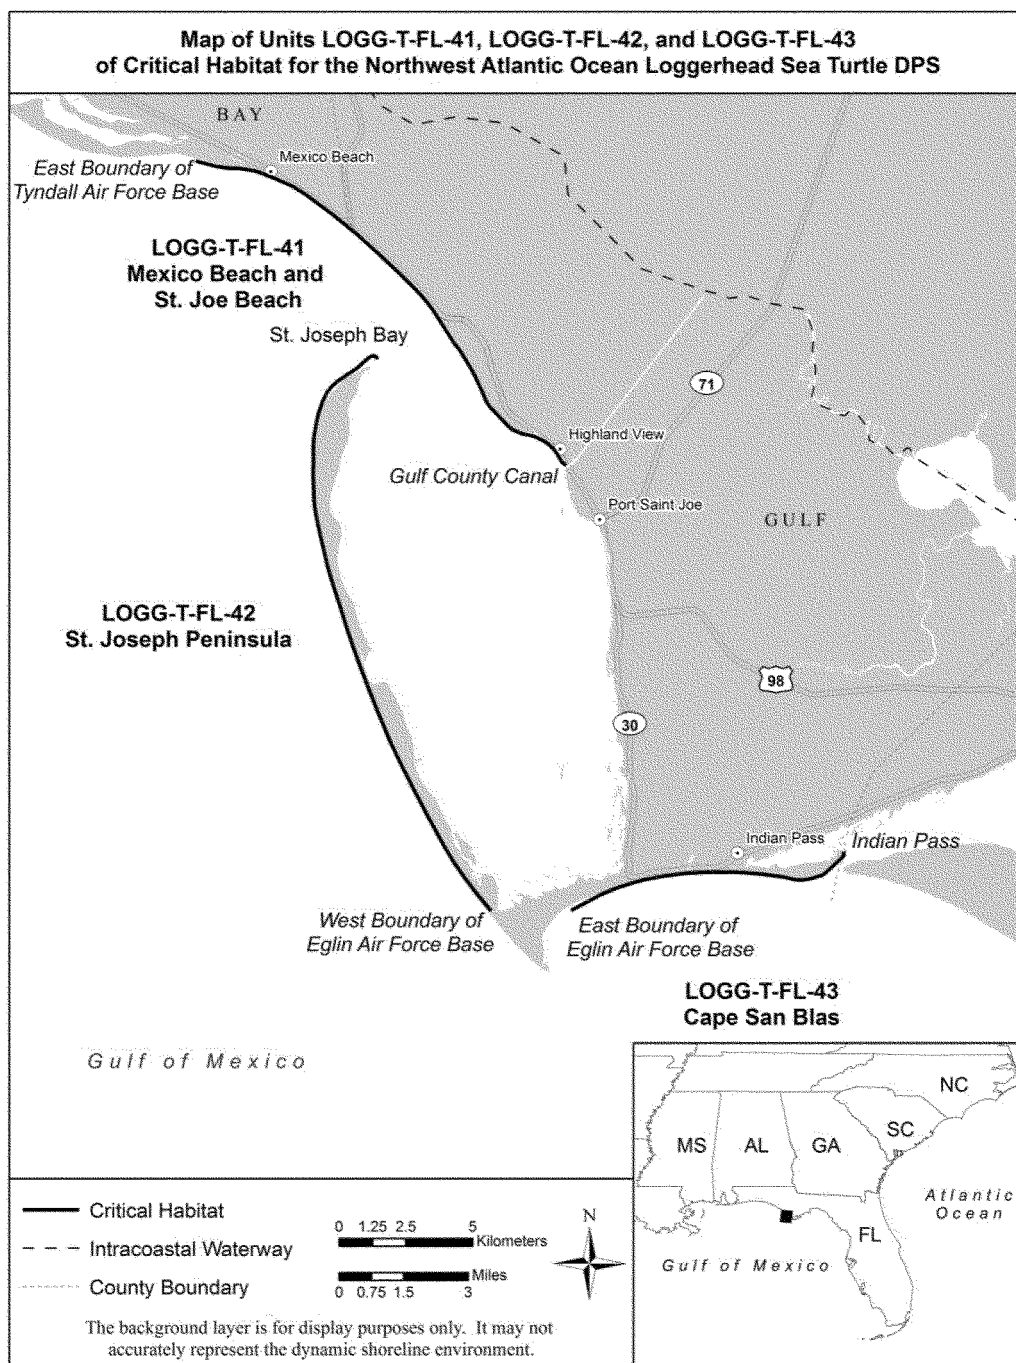 Map of Units LOGG-T-FL-41, LOGG-T-FL-42, and LOGG-T-FL-43
of Critical Habitat for the Northwest Atlantic Ocean Loggerhead Sea Turtle DPS
BAY
Mexico Beach
East Boundary of
Tyndall Air Force Base
LOGG-T-FL-41
Mexico Beach and
St. Joe Beach
St. Joseph Bay
71
Highland View
Gulf County Canal
Port Saint Joe
GULF
LOGG-T-FL-42
St. Joseph Peninsula
98
30
Indian Pass
Indian Pass
West Boundary of
Eglin Air Force Base
East Boundary of
Eglin Air Force Base
LOGG-T-FL-43
Cape San Blas
Gulf of Mexico
NC
SC
MS
AL
GA
Atlantic
Ocean
FL
Gulf of Mexico
Critical Habitat
Intracoastal Waterway
County Boundary
0 1.25 2.5 5
Kilometers
Miles
0 0.75 1.5 3
N
The background layer is for display purposes only. It may not
accurately represent the dynamic shoreline environment.